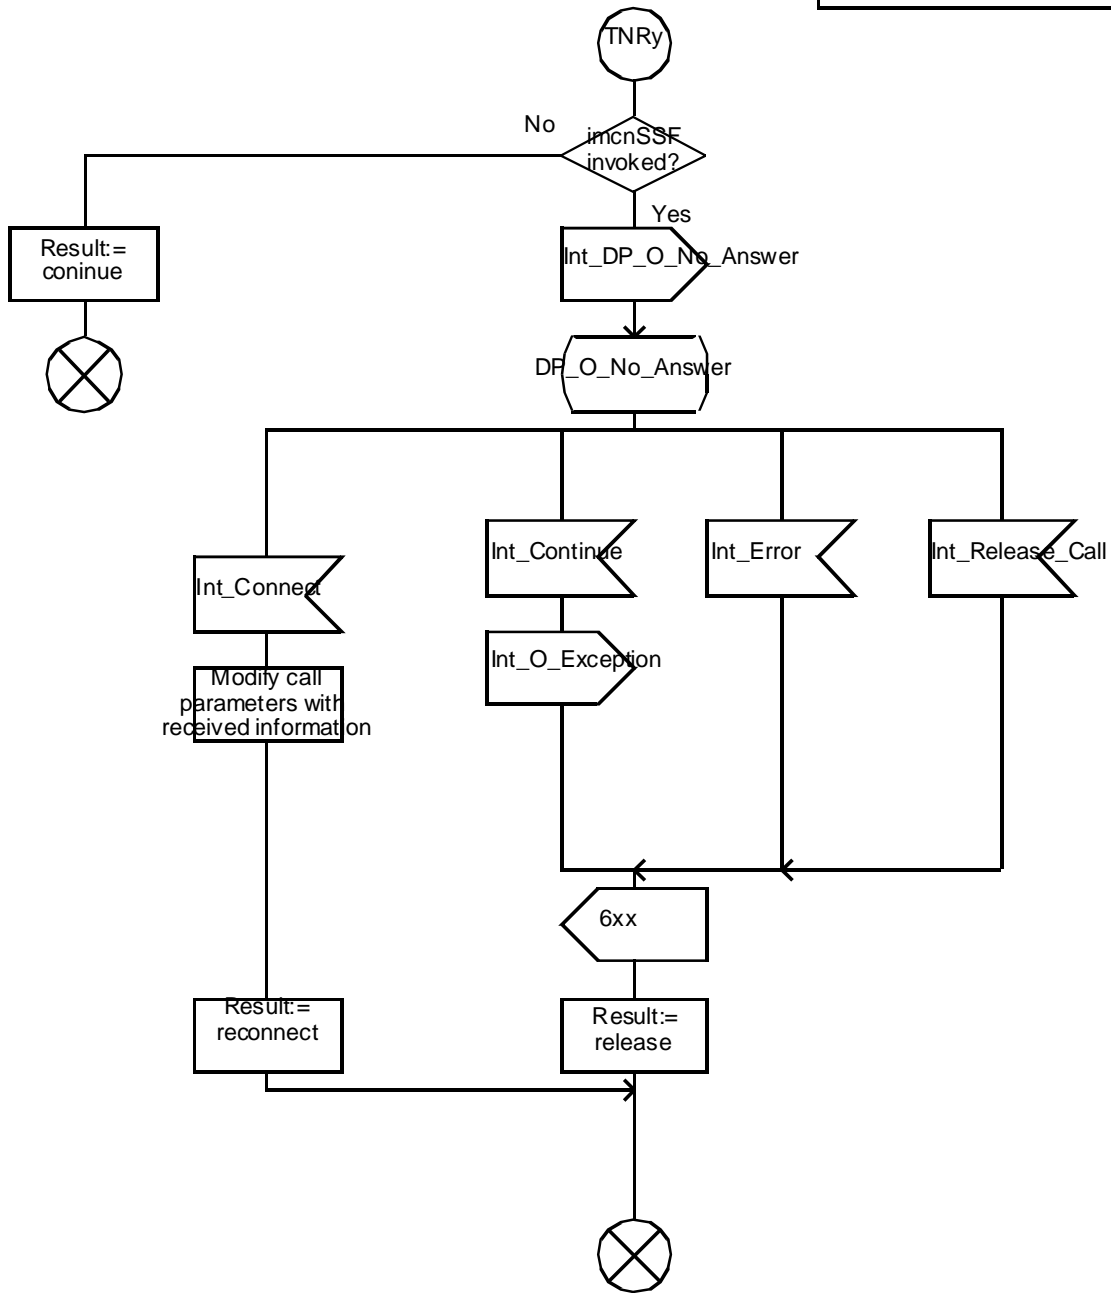 TNRy
No
imcnSSF
invoked?
Yes
Result:=
coninue
Int_DP_O_No_Answer
DP_O_No_Answer
Int_Continue
Int_Error
Int_Release_Call
Int_Connect
Int_O_Exception
Modify call
parameters with
received information
6xx
Result:=
reconnect
Result:=
release